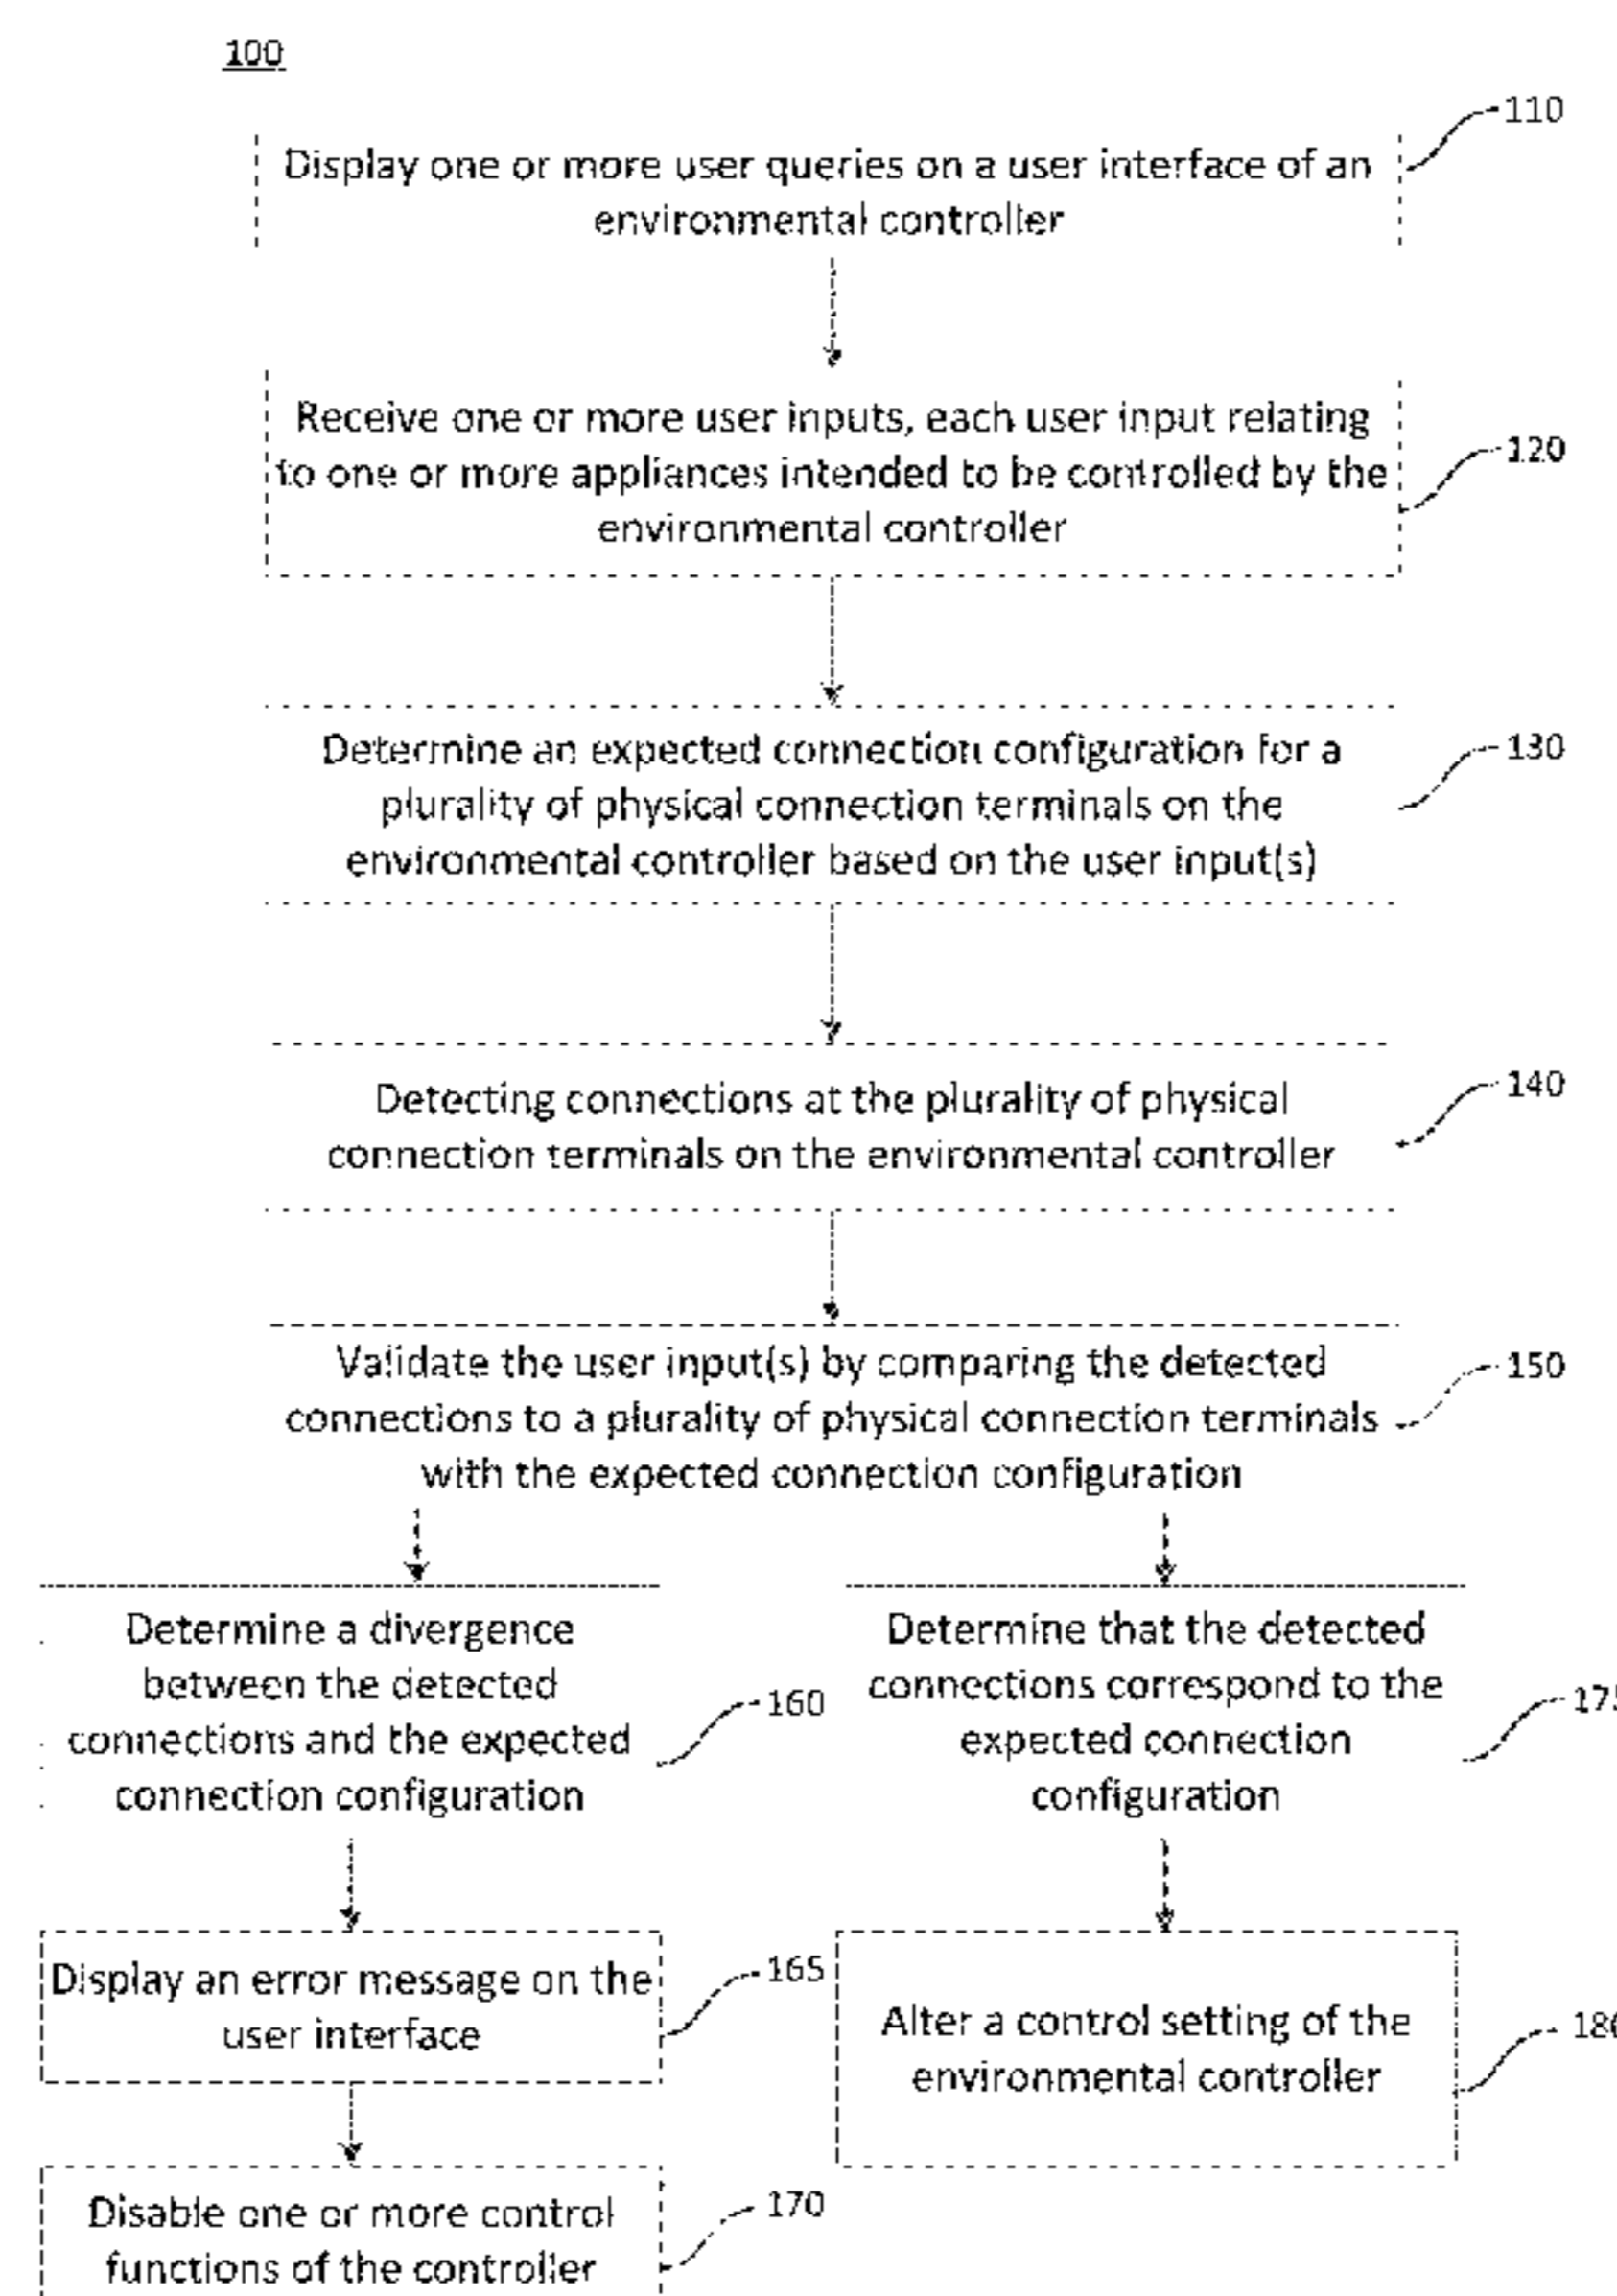 100
110
Display one or more user queries on a user interface of an
environmental controller
Receive one or more user inputs, each user input relating
to one or more appliances intended to be controlled by the
environmental controller
120
Determine an expected connection configuration for a
plurality of physical connection terminals on the
environmental controller based on the user input(s)
130
Detecting connections at the plurality of physical
connection terminals on the environmental controller
140
Validate the user input(s) by comparing the detected
connections to a plurality of physical connection terminals
with the expected connection configuration
150
Determine a divergence
between the detected
connections and the expected
connection configuration
160
Determine that the detected
connections correspond to the
expected connection
configuration
Display an error message on the
user interface
165
Alter a control setting of the
environmental controller
Disable one or more control
functions of the controller
170